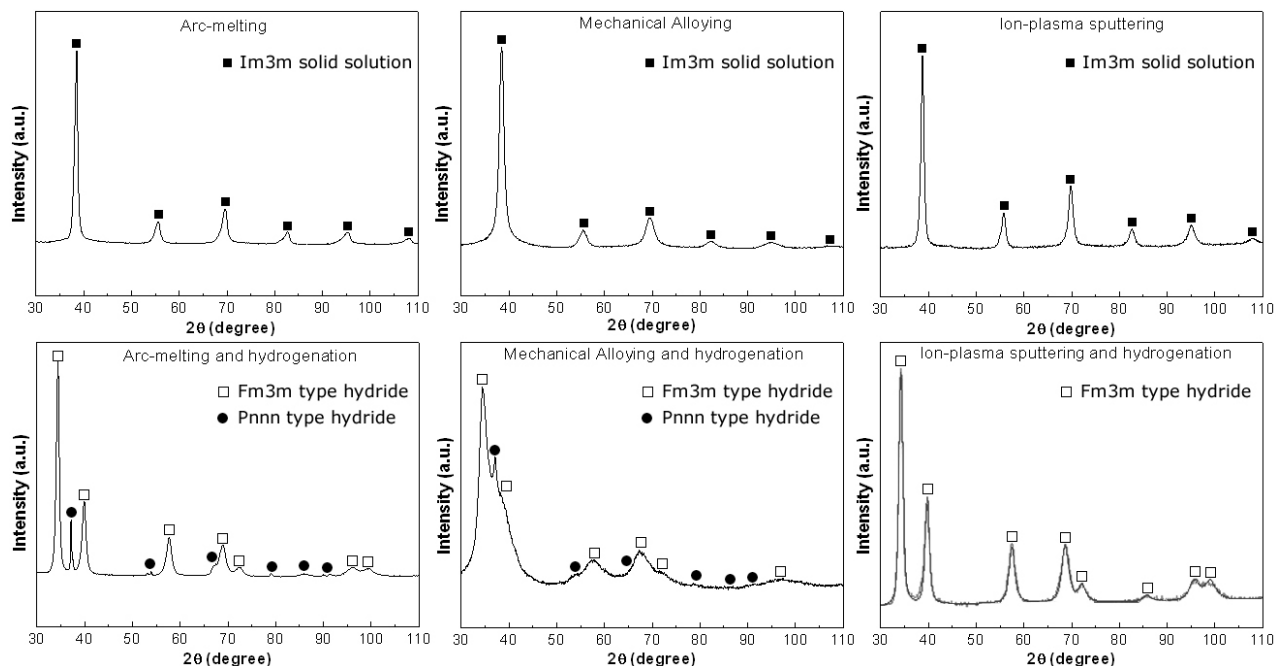 Arc-melting
■ Im3m solid solution
Intensity (a.u.)
30 40 50 60 70 80 90 100 110
2θ (degree)
Mechanical Alloying
■ Im3m solid solution
Intensity (a.u.)
30 40 50 60 70 80 90 100 110
2θ (degree)
Ion-plasma sputtering
■ Im3m solid solution
Intensity (a.u.)
30 40 50 60 70 80 90 100 110
2θ (degree)
Arc-melting and hydrogenation
□ Fm3m type hydride
● Pnnn type hydride
Intensity (a.u.)
30 40 50 60 70 80 90 100 110
2θ (degree)
Mechanical Alloying and hydrogenation
□ Fm3m type hydride
● Pnnn type hydride
Intensity (a.u.)
30 40 50 60 70 80 90 100 110
2θ (degree)
Ion-plasma sputtering and hydrogenation
□ Fm3m type hydride
Intensity (a.u.)
30 40 50 60 70 80 90 100 110
2θ (degree)